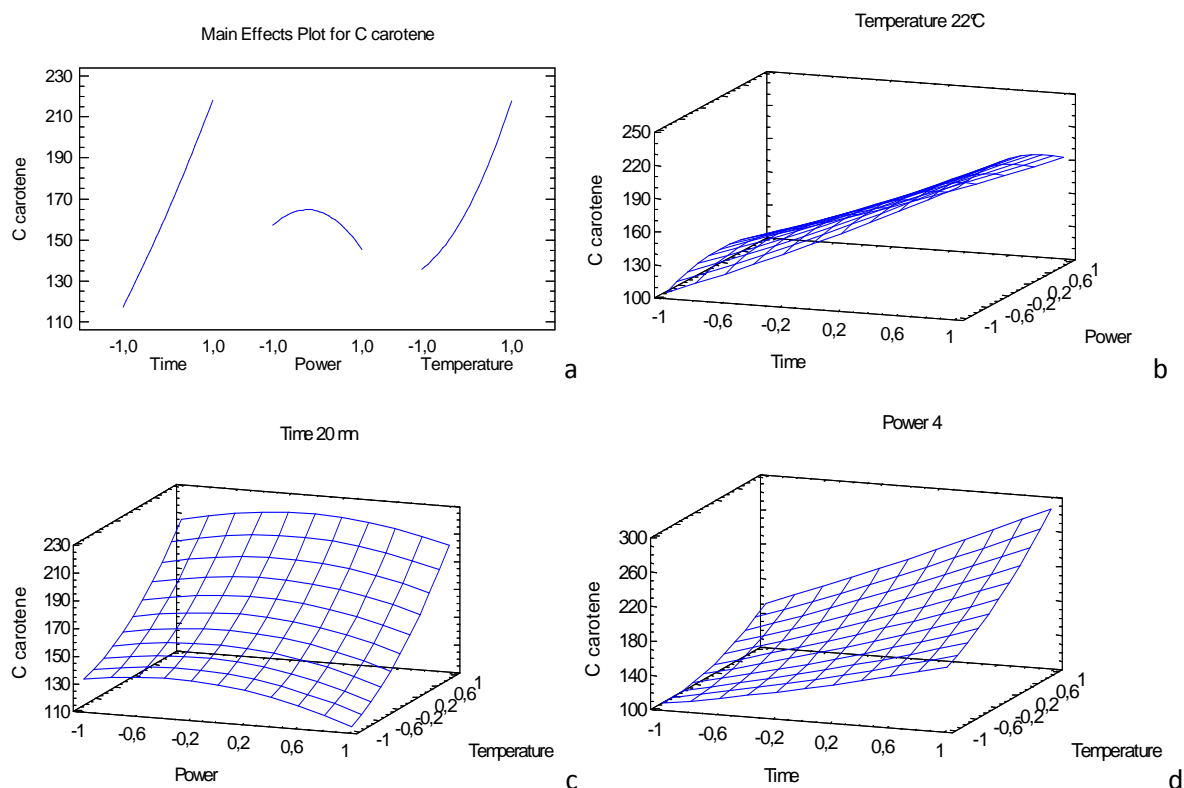 Main Effects Plot for C carotene
C carotene
230
210
190
170
150
130
110
-1,0 1,0 -1,0 1,0 -1,0 1,0
Time Power Temperature
a
Temperature 22°C
C carotene
250
220
190
160
130
100
-1 -0,6 -0,2 0,2 0,6 1
Time
-1 -0,6 -0,2 0,2 0,6 1
Power
b
Time 20 mn
C carotene
230
210
190
170
150
130
110
-1 -0,6 -0,2 0,2 0,6 1
Power
-1 -0,6 -0,2 0,2 0,6 1
Temperature
c
Power 4
C carotene
300
260
220
180
140
100
-1 -0,6 -0,2 0,2 0,6 1
Time
-1 -0,6 -0,2 0,2 0,6 1
Temperature
d